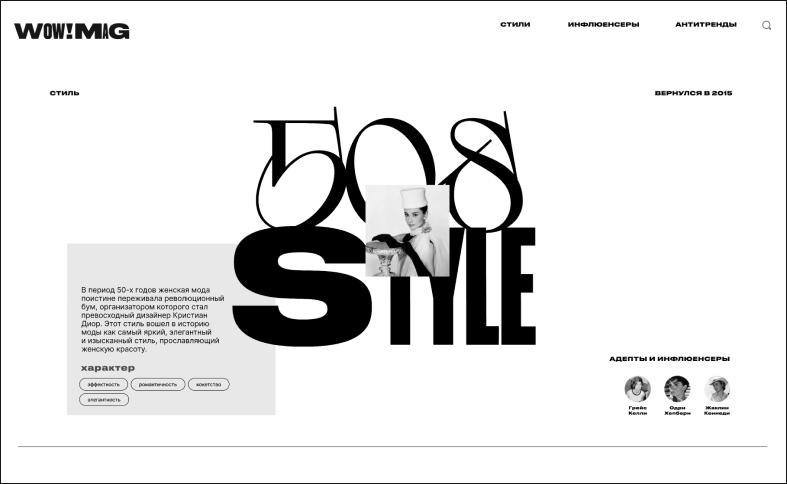 WOW!MAG
СТИЛИ
ИНФЛЮЕНСЕРЫ
АНТИТРЕНДЫ
СТИЛЬ
ВЕРНУЛСЯ В 2015
50s
STYLE
В период 50-х годов женская мода
поистине переживала революционный
бум, организатором которого стал
превосходный дизайнер Кристиан
Диор. Этот стиль вошел в историю
моды как самый яркий, элегантный
и изысканный стиль, прославляющий
женскую красоту.
характер
эффектность
романтичность
кокетство
элегантность
АДЕПТЫ И ИНФЛЮЕНСЕРЫ
Грейс
Келли
Одри
Хепберн
Жаклин
Кеннеди